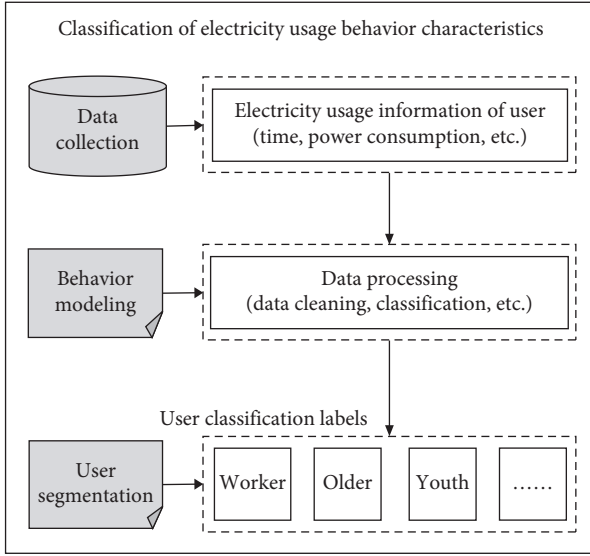 Classification of electricity usage behavior characteristics
Data
collection
Electricity usage information of user
(time, power consumption, etc.)
Behavior
modeling
Data processing
(data cleaning, classification, etc.)
User classification labels
User
segmentation
Worker
Older
Youth
……